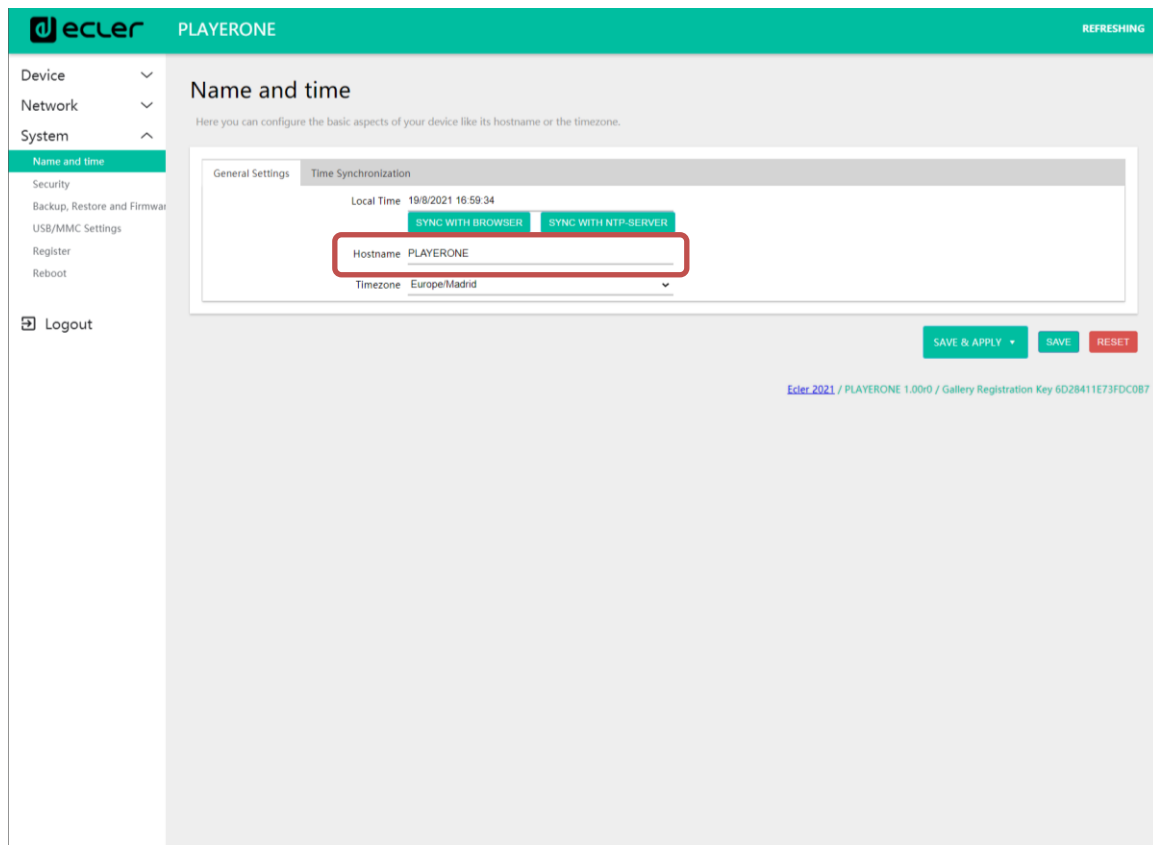 ecler PLAYERONE REFRESHING
Device
Network
System
Name and time
Security
Backup, Restore and Firmwar
USB/MMC Settings
Register
Reboot
Logout
Name and time
Here you can configure the basic aspects of your device like its hostname or the timezone.
General Settings Time Synchronization
Local Time 19/8/2021 16:59:34
SYNC WITH BROWSER SYNC WITH NTP-SERVER
Hostname PLAYERONE
Timezone Europe/Madrid
SAVE & APPLY SAVE RESET
Ecler 2021 / PLAYERONE 1.00r0 / Gallery Registration Key 6D28411E73FDC0B7